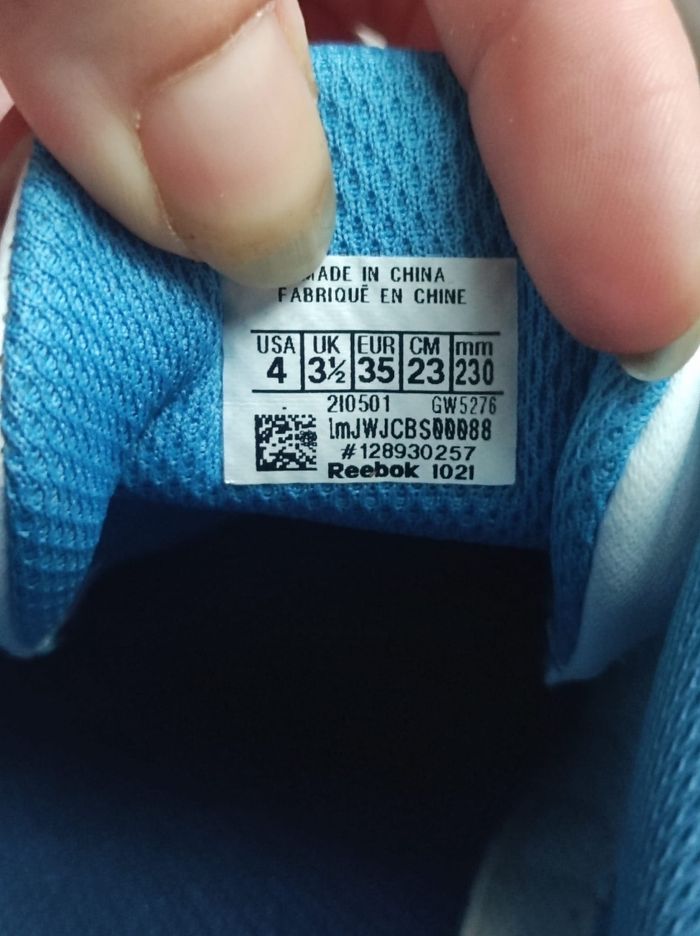 MADE IN CHINA
FABRIQUÉ EN CHINE
USA UK EUR CM mm
4 3½ 35 23 230
210501 GW5276
1mJWJCBS00088
#128930257
Reebok 1021